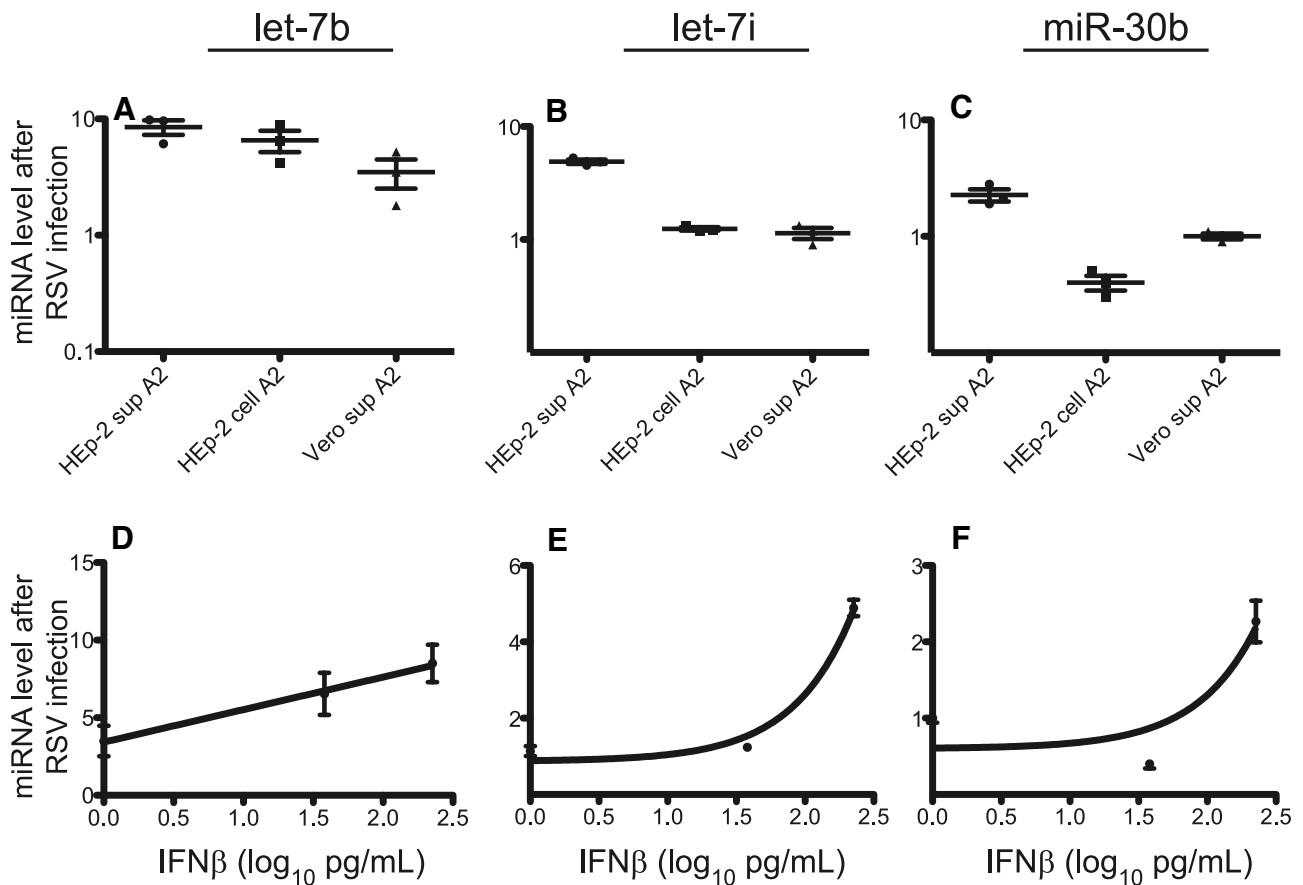 let-7b let-7i miR-30b
miRNA level after
RSV infection
A
10
1
0.1
HEp-2 sup A2
HEp-2 cell A2
Vero sup A2
B
10
1
HEp-2 sup A2
HEp-2 cell A2
Vero sup A2
C
10
1
HEp-2 sup A2
HEp-2 cell A2
Vero sup A2
miRNA level after
RSV infection
D
15
10
5
0
0.0 0.5 1.0 1.5 2.0 2.5
IFNβ (log10 pg/mL)
E
6
4
2
0.0 0.5 1.0 1.5 2.0 2.5
IFNβ (log10 pg/mL)
F
3
2
1
0.0 0.5 1.0 1.5 2.0 2.5
IFNβ (log10 pg/mL)